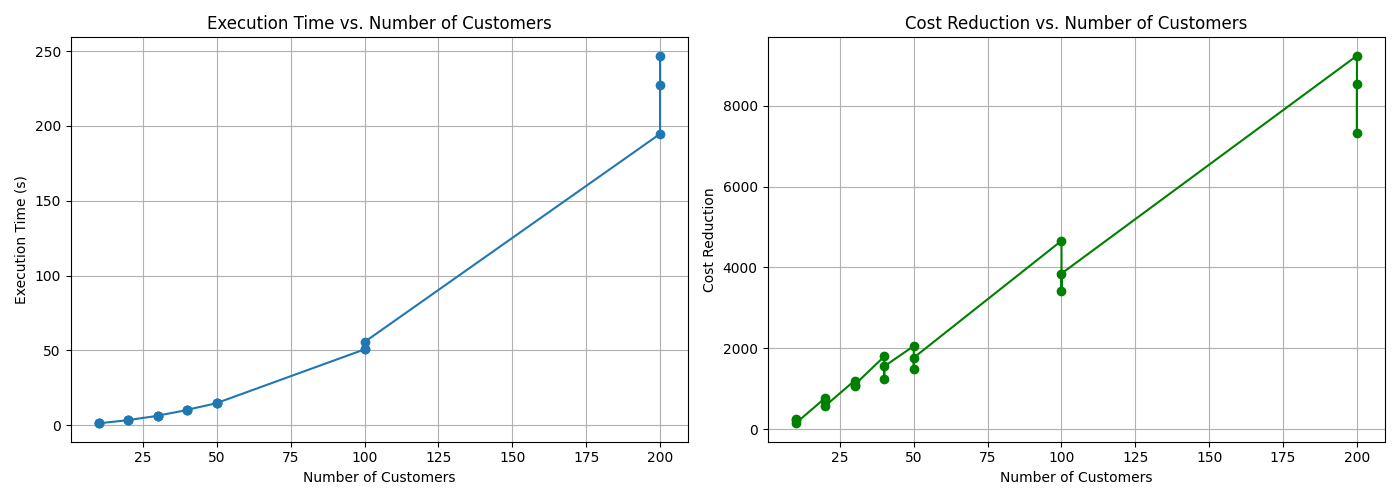 Execution Time vs. Number of Customers
Execution Time (s)
250
200
150
100
50
0
25 50 75 100 125 150 175 200
Number of Customers
Cost Reduction vs. Number of Customers
Cost Reduction
8000
6000
4000
2000
0
25 50 75 100 125 150 175 200
Number of Customers